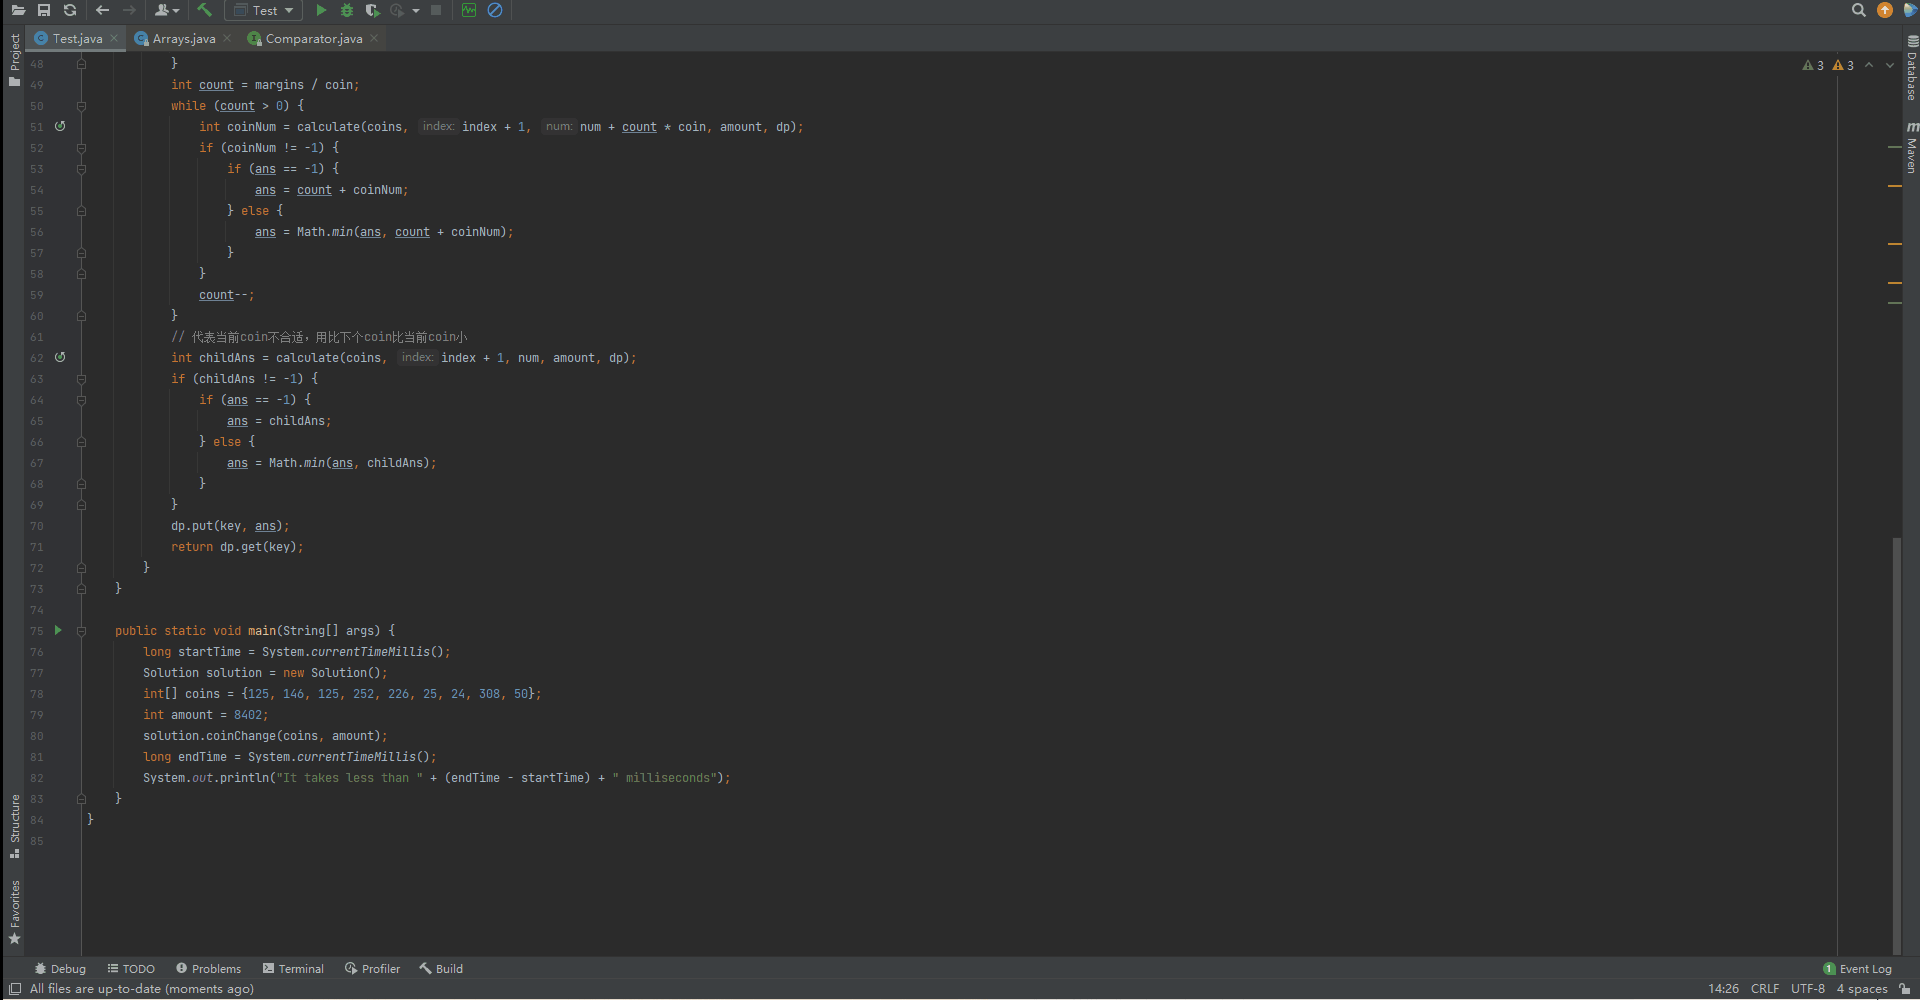 Test
Project
Test.java
Arrays.java
Comparator.java
3 3
Database
Maven
48 }
49 int count = margins / coin;
50 while (count > 0) {
51 int coinNum = calculate(coins, index: index + 1, num: num + count * coin, amount, dp);
52 if (coinNum != -1) {
53 if (ans == -1) {
54 ans = count + coinNum;
55 } else {
56 ans = Math.min(ans, count + coinNum);
57 }
58 }
59 count--;
60 }
61 // 代表当前coin不合适，用比下个coin比当前coin小
62 int childAns = calculate(coins, index: index + 1, num, amount, dp);
63 if (childAns != -1) {
64 if (ans == -1) {
65 ans = childAns;
66 } else {
67 ans = Math.min(ans, childAns);
68 }
69 }
70 dp.put(key, ans);
71 return dp.get(key);
72 }
73 }
74
75 public static void main(String[] args) {
76 long startTime = System.currentTimeMillis();
77 Solution solution = new Solution();
78 int[] coins = {125, 146, 125, 252, 226, 25, 24, 308, 50};
79 int amount = 8402;
80 solution.coinChange(coins, amount);
81 long endTime = System.currentTimeMillis();
82 System.out.println("It takes less than " + (endTime - startTime) + " milliseconds");
83 }
84 }
85
Structure
Favorites
Debug TODO Problems Terminal Profiler Build 1 Event Log
All files are up-to-date (moments ago) 14:26 CRLF UTF-8 4 spaces